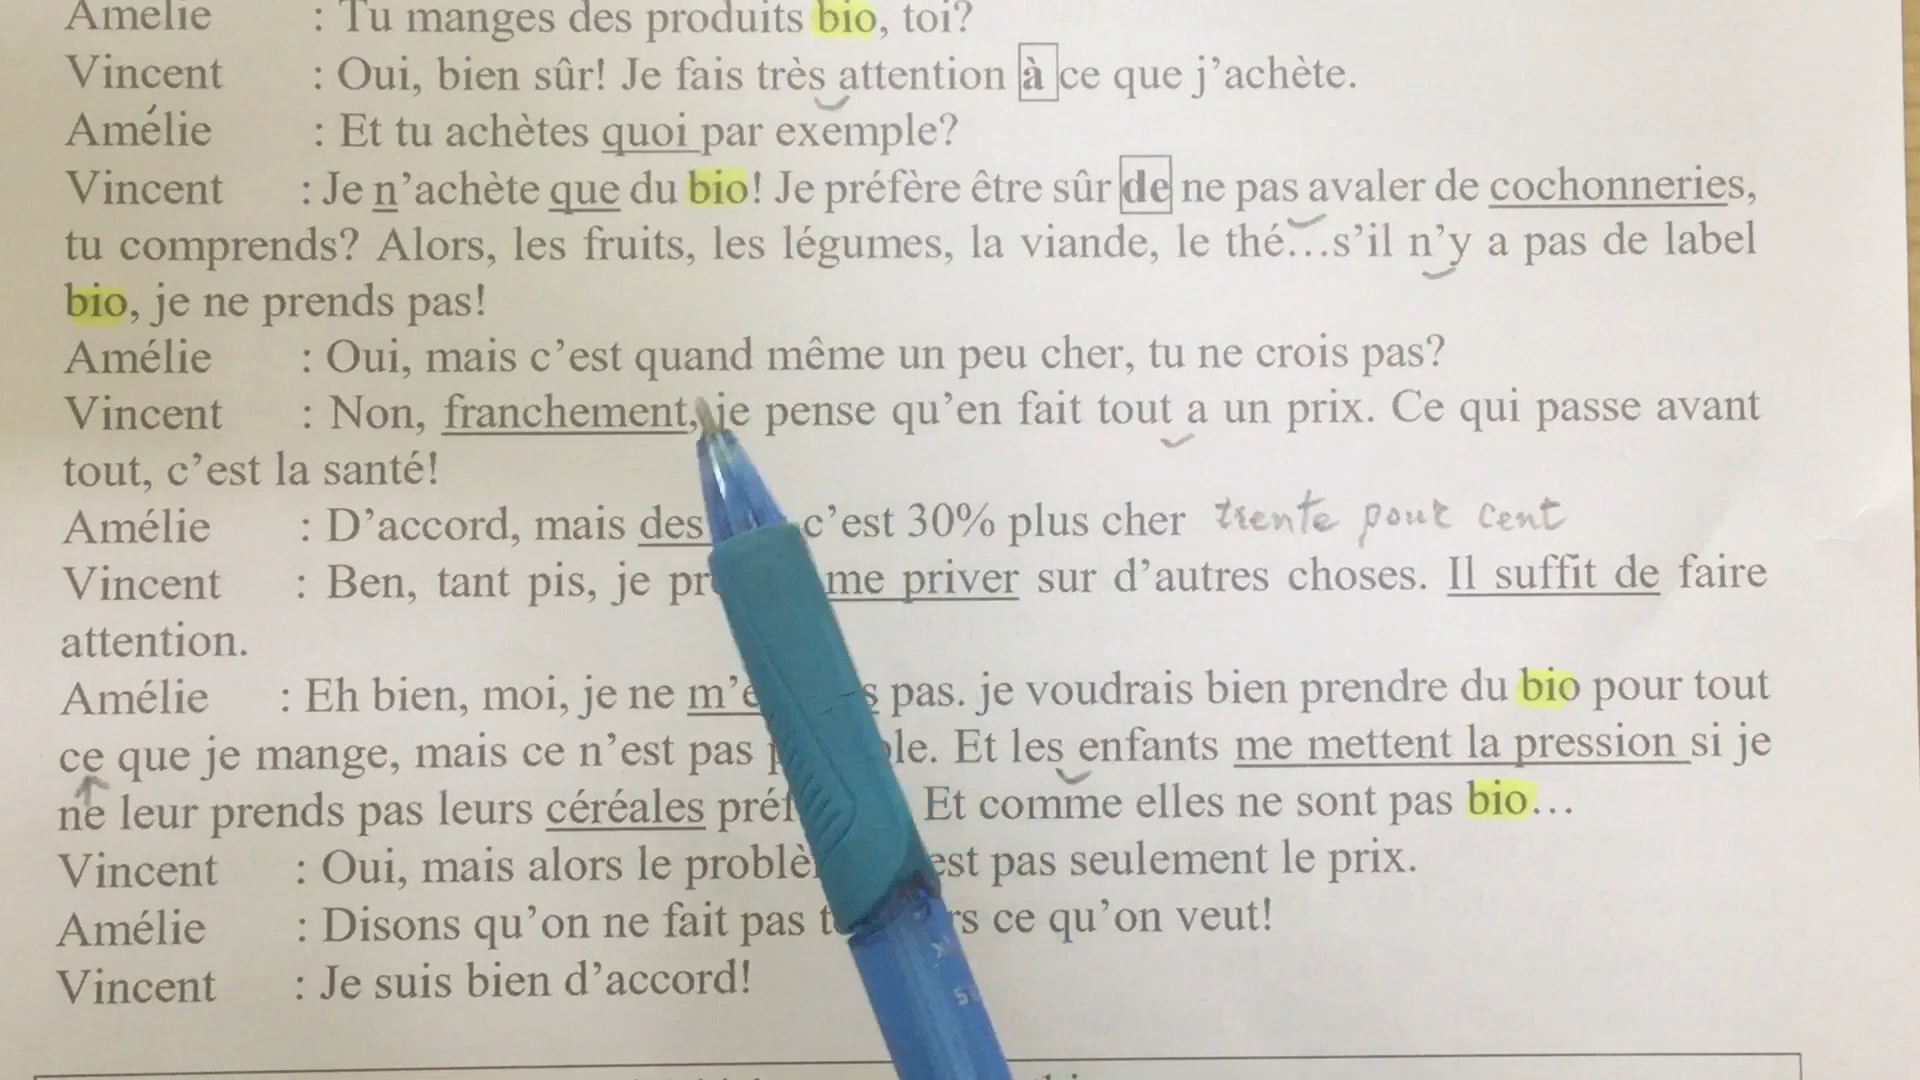 Amélie : Tu manges des produits bio, toi?
Vincent : Oui, bien sûr! Je fais très attention à ce que j'achète.
Amélie : Et tu achètes quoi par exemple?
Vincent : Je n'achète que du bio! Je préfère être sûr de ne pas avaler de cochonneries,
tu comprends? Alors, les fruits, les légumes, la viande, le thé…s'il n'y a pas de label
bio, je ne prends pas!
Amélie : Oui, mais c'est quand même un peu cher, tu ne crois pas?
Vincent : Non, franchement, je pense qu'en fait tout a un prix. Ce qui passe avant
tout, c'est la santé!
Amélie : D'accord, mais des c'est 30% plus cher trente pour cent
Vincent : Ben, tant pis, je me priver sur d'autres choses. Il suffit de faire
attention.
Amélie : Eh bien, moi, je ne pas. je voudrais bien prendre du bio pour tout
ce que je mange, mais ce n'est pas Et les enfants me mettent la pression si je
ne leur prends pas leurs céréales Et comme elles ne sont pas bio…
Vincent : Oui, mais alors le pas seulement le prix.
Amélie : Disons qu'on ne fait pas ce qu'on veut!
Vincent : Je suis bien d'accord!